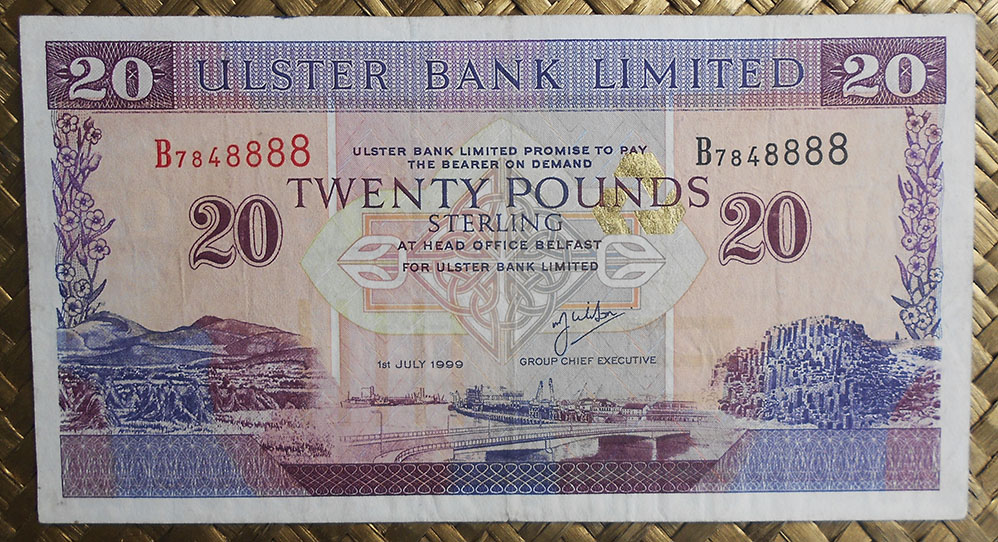 20 ULSTER BANK LIMITED 20
B7848888
ULSTER BANK LIMITED PROMISE TO PAY
B7848888
THE BEARER ON DEMAND
TWENTY POUNDS
20
STERLING
20
AT HEAD OFFICE BELFAST
FOR ULSTER BANK LIMITED
1st JULY 1999
GROUP CHIEF EXECUTIVE